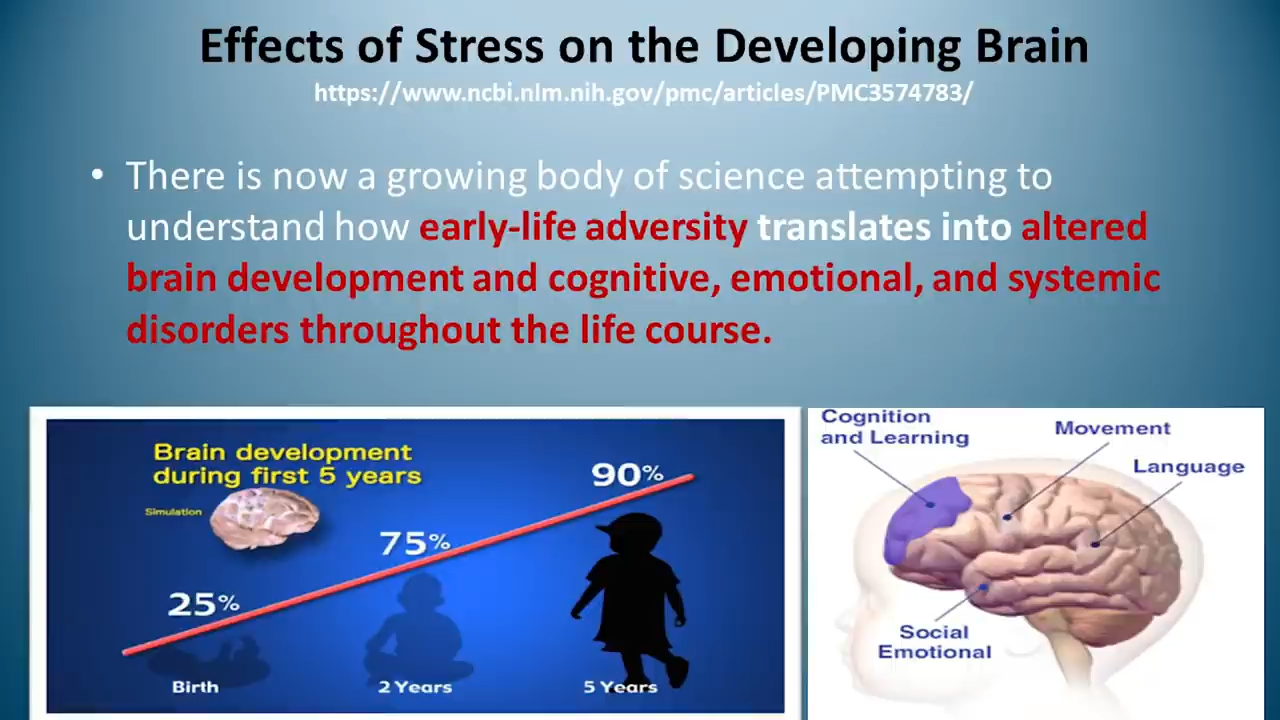 Effects of Stress on the Developing Brain
https://www.ncbi.nlm.nih.gov/pmc/articles/PMC3574783/
• There is now a growing body of science attempting to
understand how early-life adversity translates into altered
brain development and cognitive, emotional, and systemic
disorders throughout the life course.
Brain development
during first 5 years
Simulation
25%
75%
90%
Birth
2 Years
5 Years
Cognition
and Learning
Movement
Language
Social
Emotional